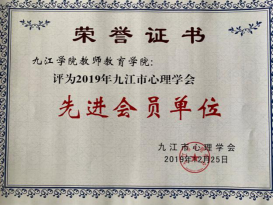 荣誉证书
九江学院教师教育学院:
评为2019年九江市心理学会
先进会员单位
九江市心理学会
2019年12月25日